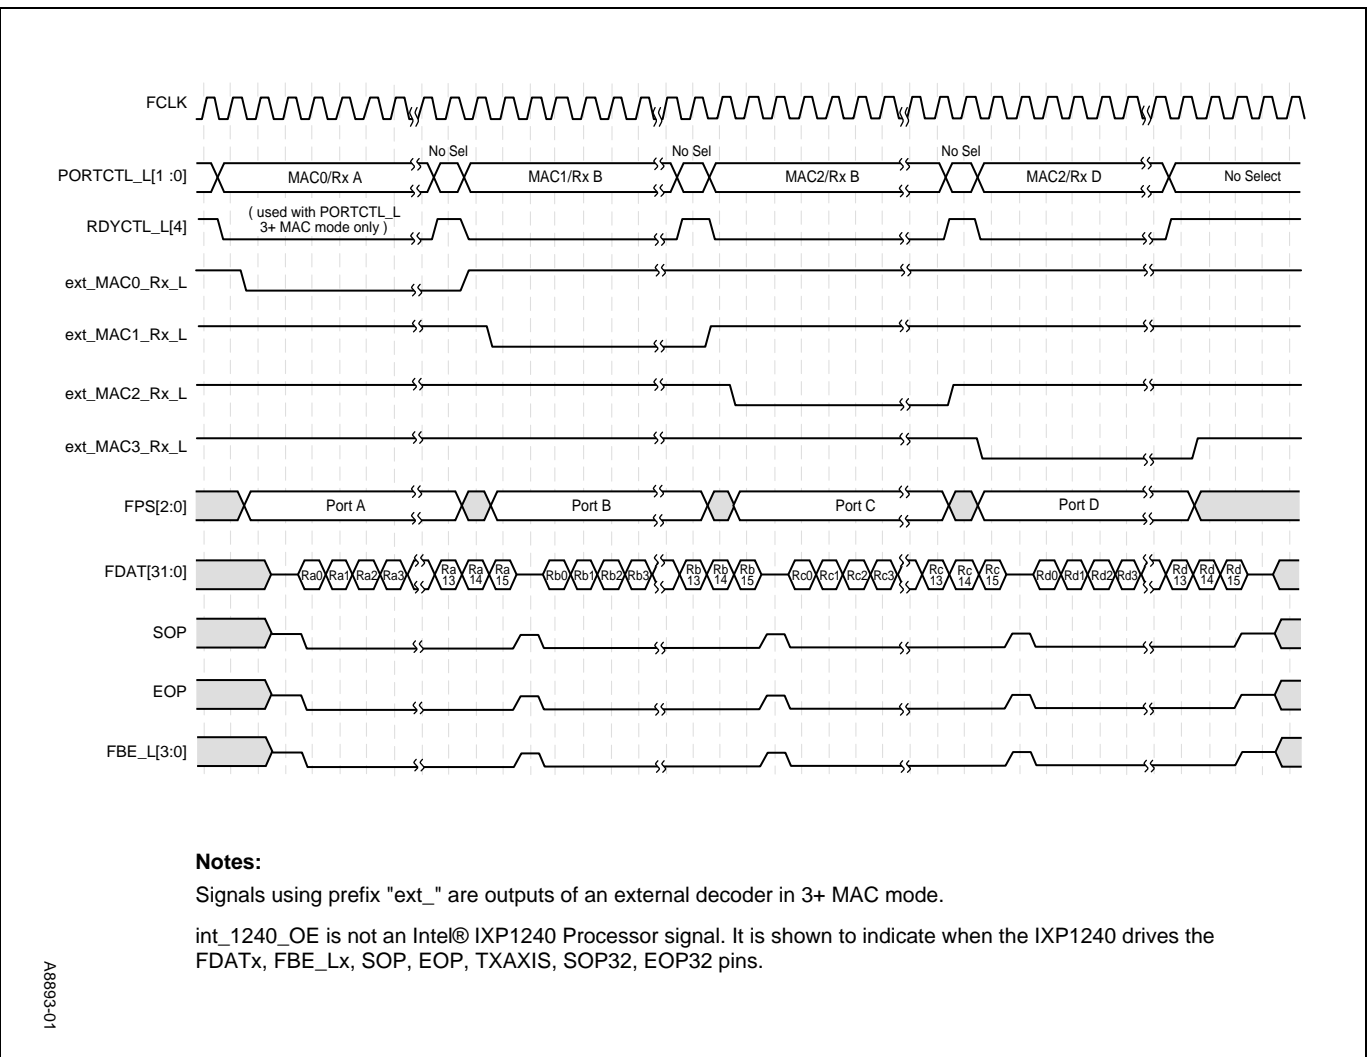 FCLK
No Sel No Sel No Sel
PORTCTL_L[1 :0] MAC0/Rx A MAC1/Rx B MAC2/Rx B MAC2/Rx D No Select
( used with PORTCTL_L
RDYCTL_L[4] 3+ MAC mode only )
ext_MAC0_Rx_L
ext_MAC1_Rx_L
ext_MAC2_Rx_L
ext_MAC3_Rx_L
FPS[2:0] Port A Port B Port C Port D
FDAT[31:0] Ra0 Ra1 Ra2 Ra3 Ra 13 Ra 14 Ra 15 Rb0 Rb1 Rb2 Rb3 Rb 13 Rb 14 Rb 15 Rc0 Rc1 Rc2 Rc3 Rc 13 Rc 14 Rc 15 Rd0 Rd1 Rd2 Rd3 Rd 13 Rd 14 Rd 15
SOP
EOP
FBE_L[3:0]
Notes:
Signals using prefix "ext_" are outputs of an external decoder in 3+ MAC mode.
int_1240_OE is not an Intel® IXP1240 Processor signal. It is shown to indicate when the IXP1240 drives the
FDATx, FBE_Lx, SOP, EOP, TXAXIS, SOP32, EOP32 pins.
A8893-01